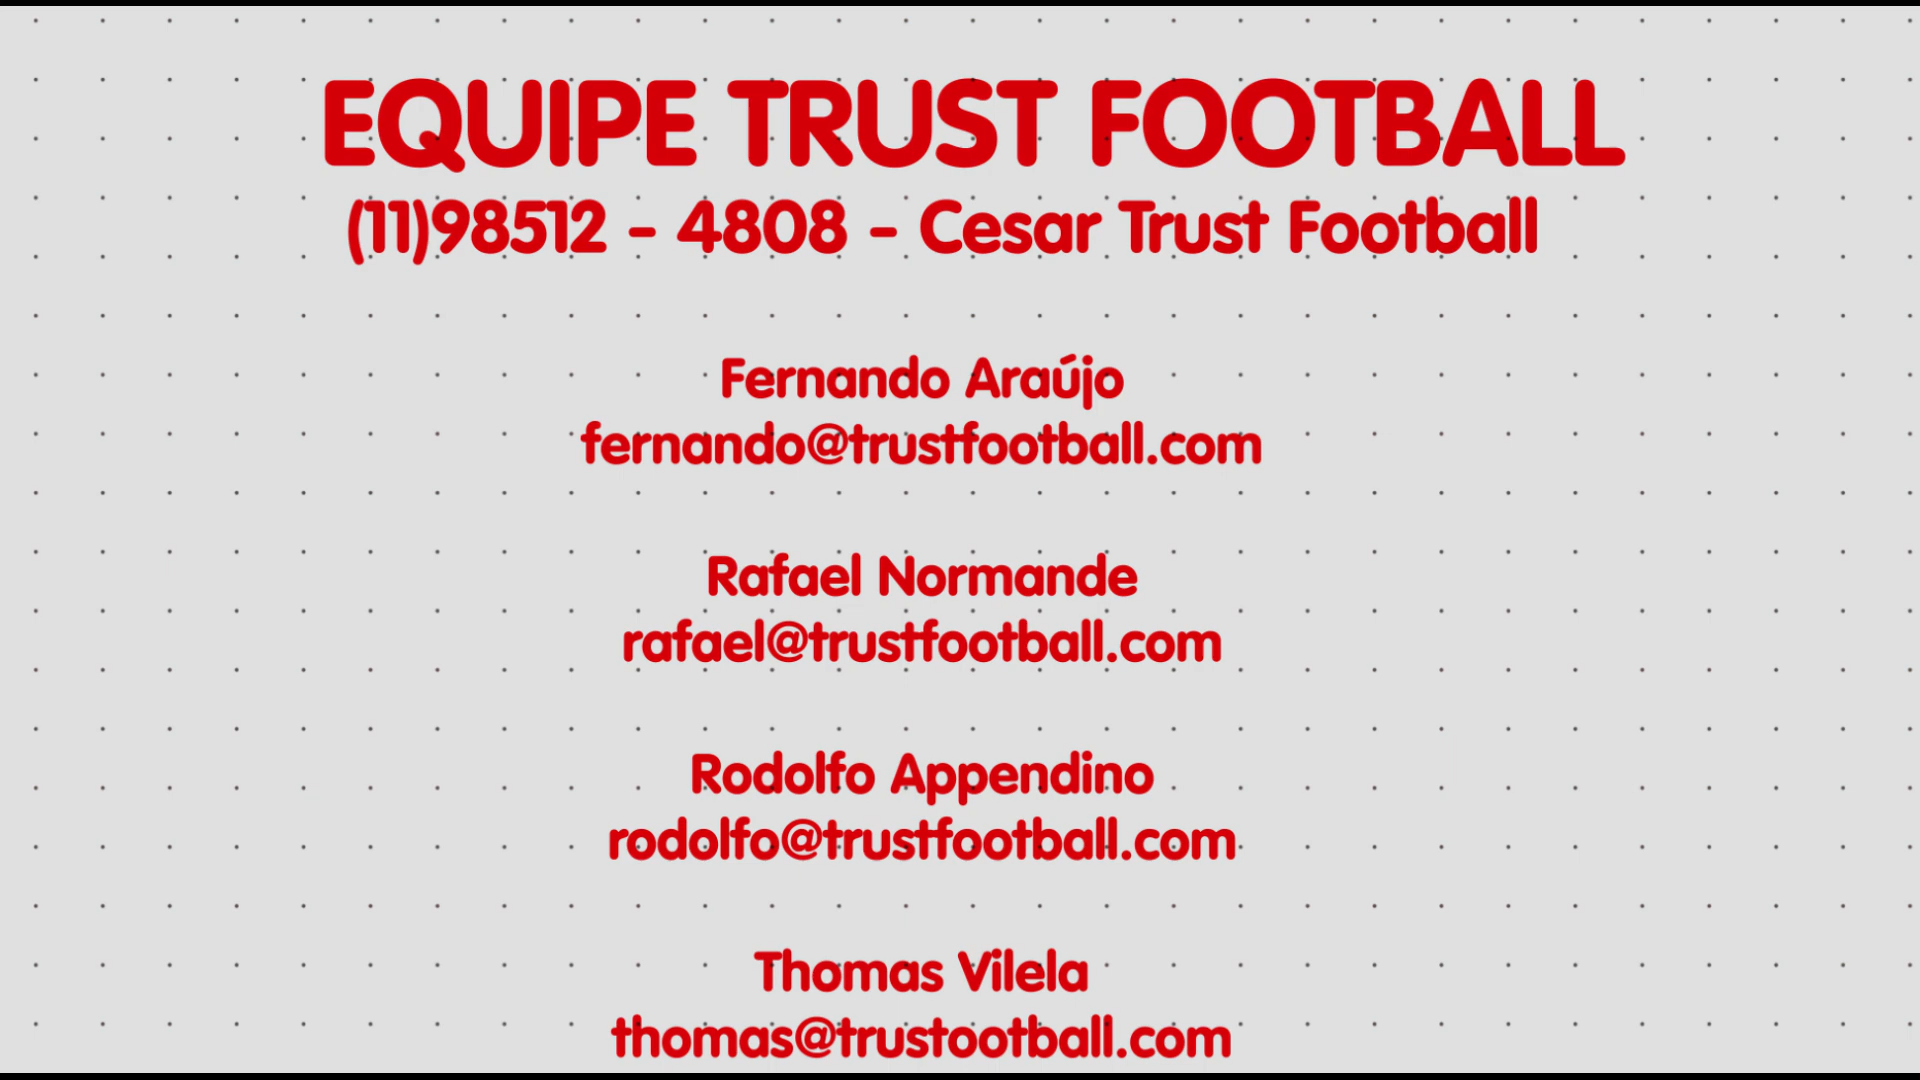 EQUIPE TRUST FOOTBALL
(11)98512 - 4808 - Cesar Trust Football
Fernando Araújo
fernando@trustfootball.com
Rafael Normande
rafael@trustfootball.com
Rodolfo Appendino
rodolfo@trustfootball.com
Thomas Vilela
thomas@trustootball.com